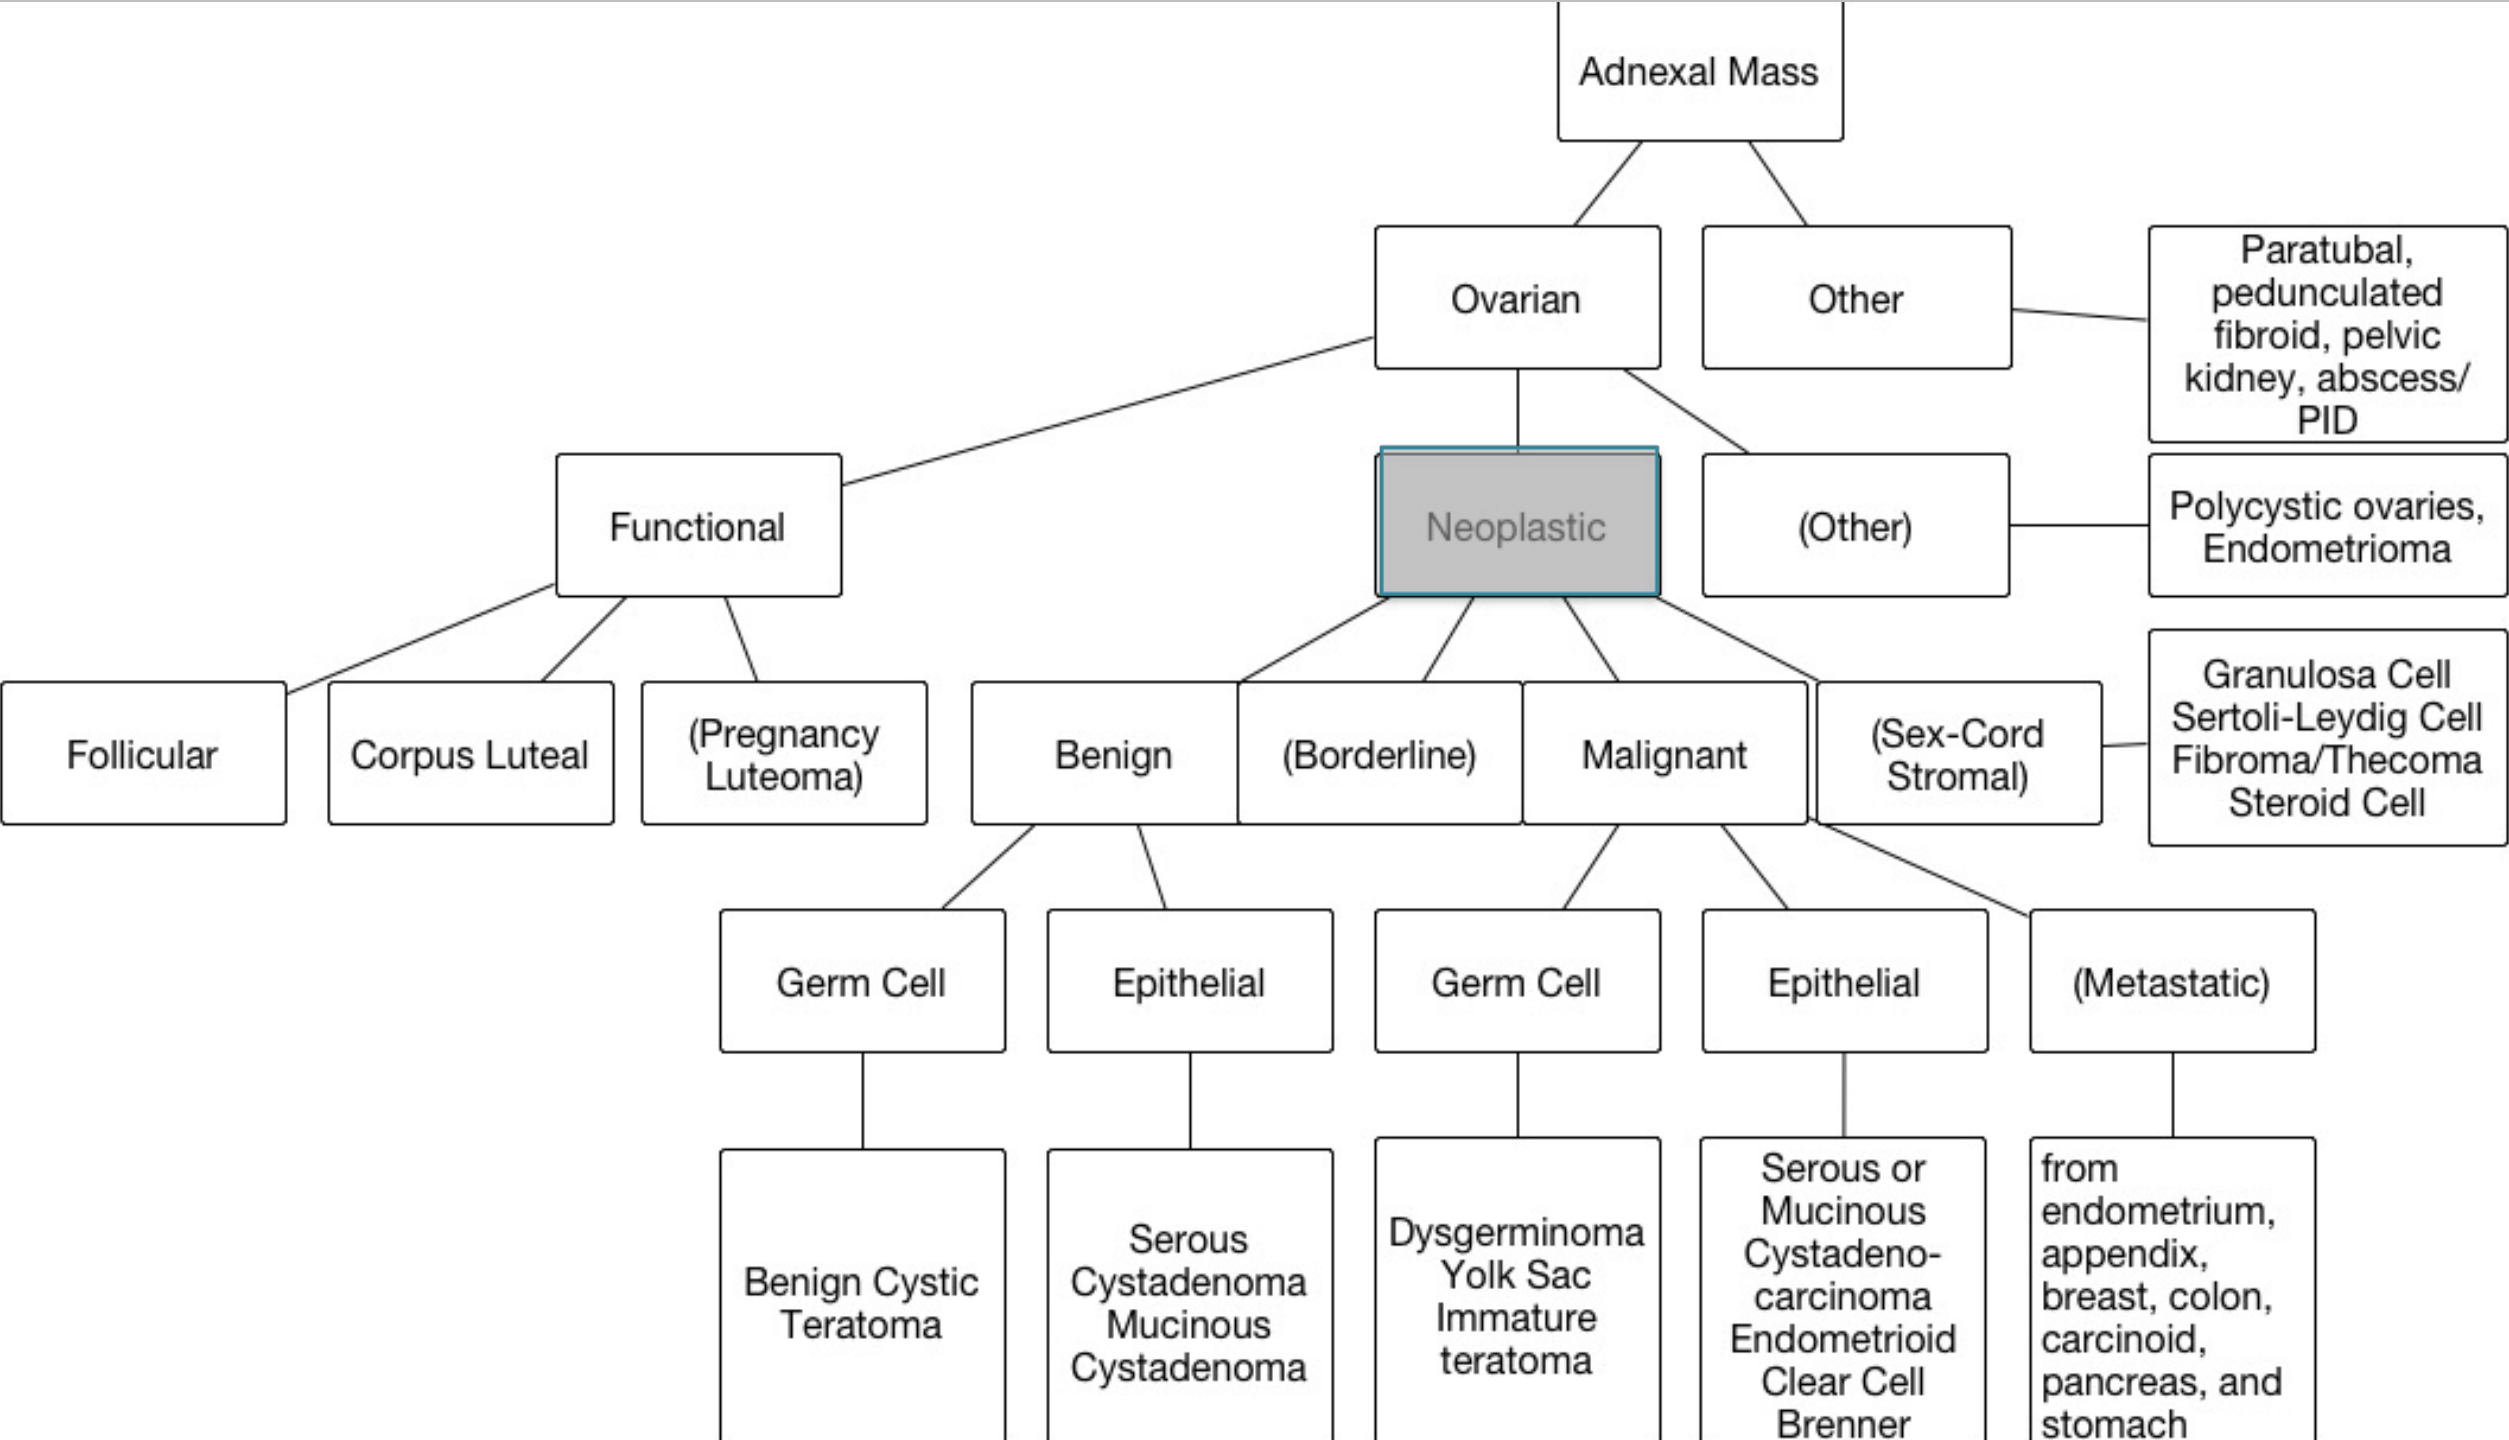 Adnexal Mass
Ovarian
Other
Paratubal,
pedunculated
fibroid, pelvic
kidney, abscess/
PID
Functional
Neoplastic
(Other)
Polycystic ovaries,
Endometrioma
Follicular
Corpus Luteal
(Pregnancy
Luteoma)
Benign
(Borderline)
Malignant
(Sex-Cord
Stromal)
Granulosa Cell
Sertoli-Leydig Cell
Fibroma/Thecoma
Steroid Cell
Germ Cell
Epithelial
Germ Cell
Epithelial
(Metastatic)
Benign Cystic
Teratoma
Serous
Cystadenoma
Mucinous
Cystadenoma
Dysgerminoma
Yolk Sac
Immature
teratoma
Serous or
Mucinous
Cystadeno-
carcinoma
Endometrioid
Clear Cell
Brenner
from
endometrium,
appendix,
breast, colon,
carcinoid,
pancreas, and
stomach